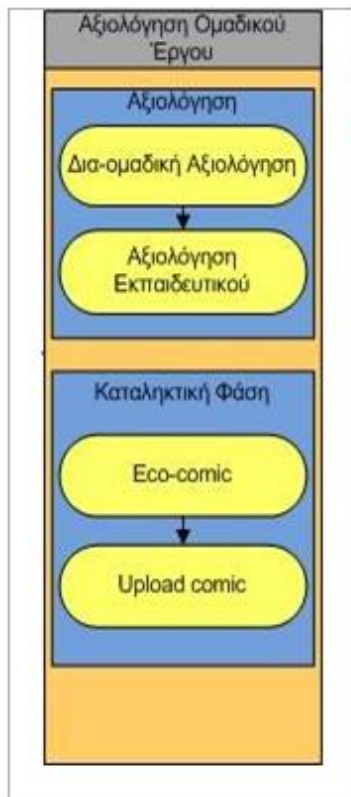 Αξιολόγηση Ομαδικού
Έργου
Αξιολόγηση
Δια-ομαδική Αξιολόγηση
Αξιολόγηση
Εκπαιδευτικού
Καταληκτική Φάση
Eco-comic
Upload comic